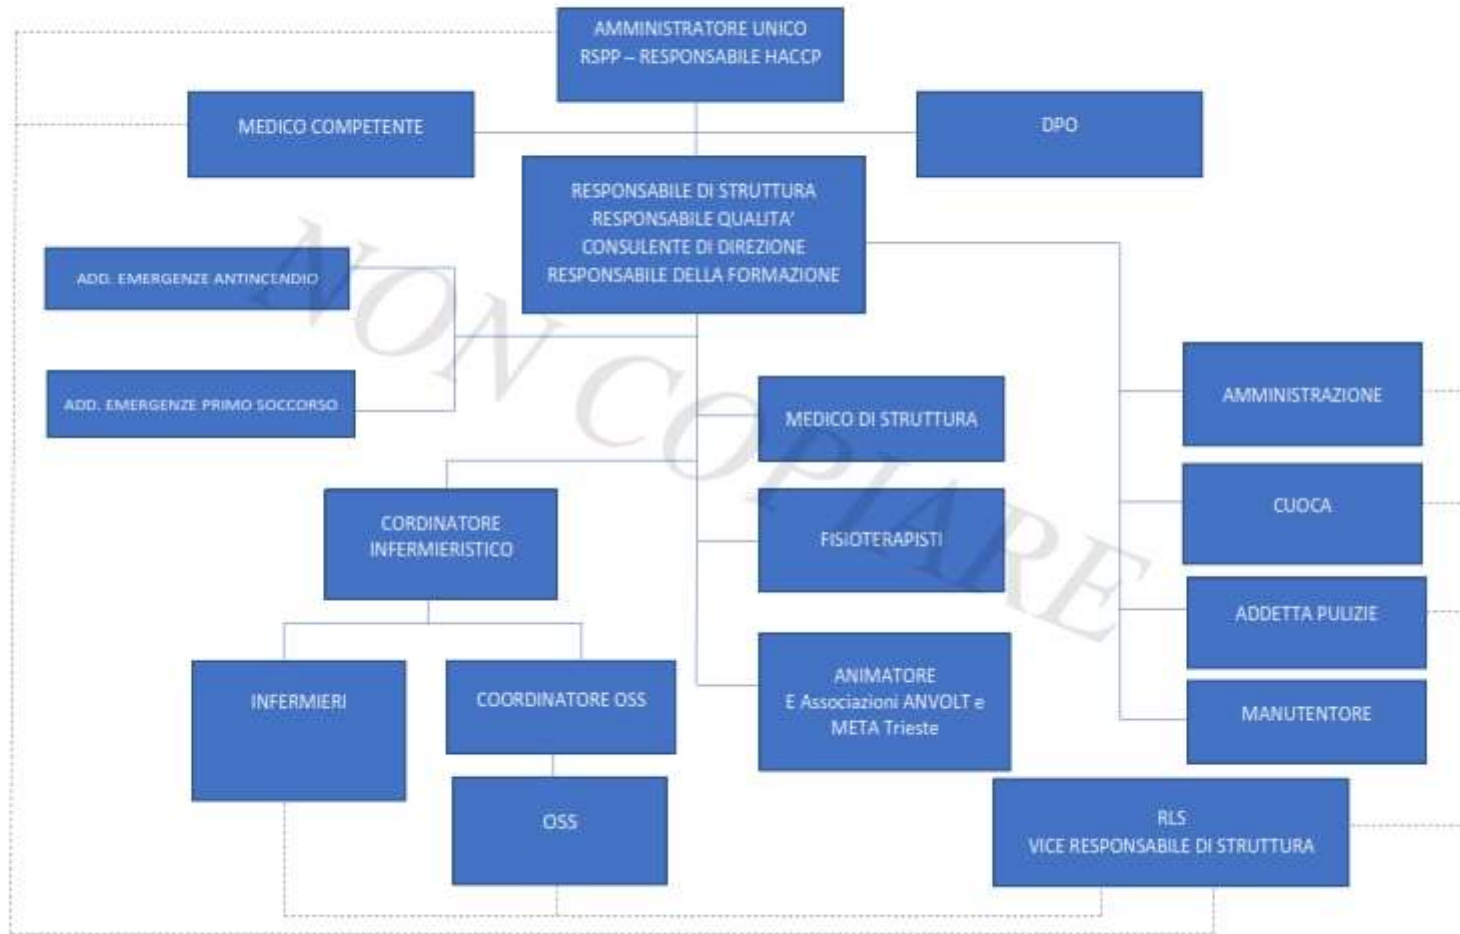 AMMINISTRATORE UNICO
RSPP – RESPONSABILE HACCP
MEDICO COMPETENTE
DPO
RESPONSABILE DI STRUTTURA
RESPONSABILE QUALITA'
CONSULENTE DI DIREZIONE
RESPONSABILE DELLA FORMAZIONE
ADD. EMERGENZE ANTINCENDIO
ADD. EMERGENZE PRIMO SOCCORSO
MEDICO DI STRUTTURA
AMMINISTRAZIONE
CORDINATORE
INFERMIERISTICO
FISIOTERAPISTI
CUOCA
ADDETTA PULIZIE
INFERMIERI
COORDINATORE OSS
ANIMATORE
E Associazioni ANVOLT e
META Trieste
MANUTENTORE
OSS
RLS
VICE RESPONSABILE DI STRUTTURA
NON COPIARE